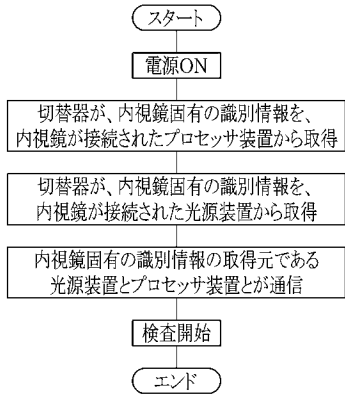 スタート
電源ON
切替器が、内視鏡固有の識別情報を、
内視鏡が接続されたプロセッサ装置から取得
切替器が、内視鏡固有の識別情報を、
内視鏡が接続された光源装置から取得
内視鏡固有の識別情報の取得元である
光源装置とプロセッサ装置とが通信
検査開始
エンド